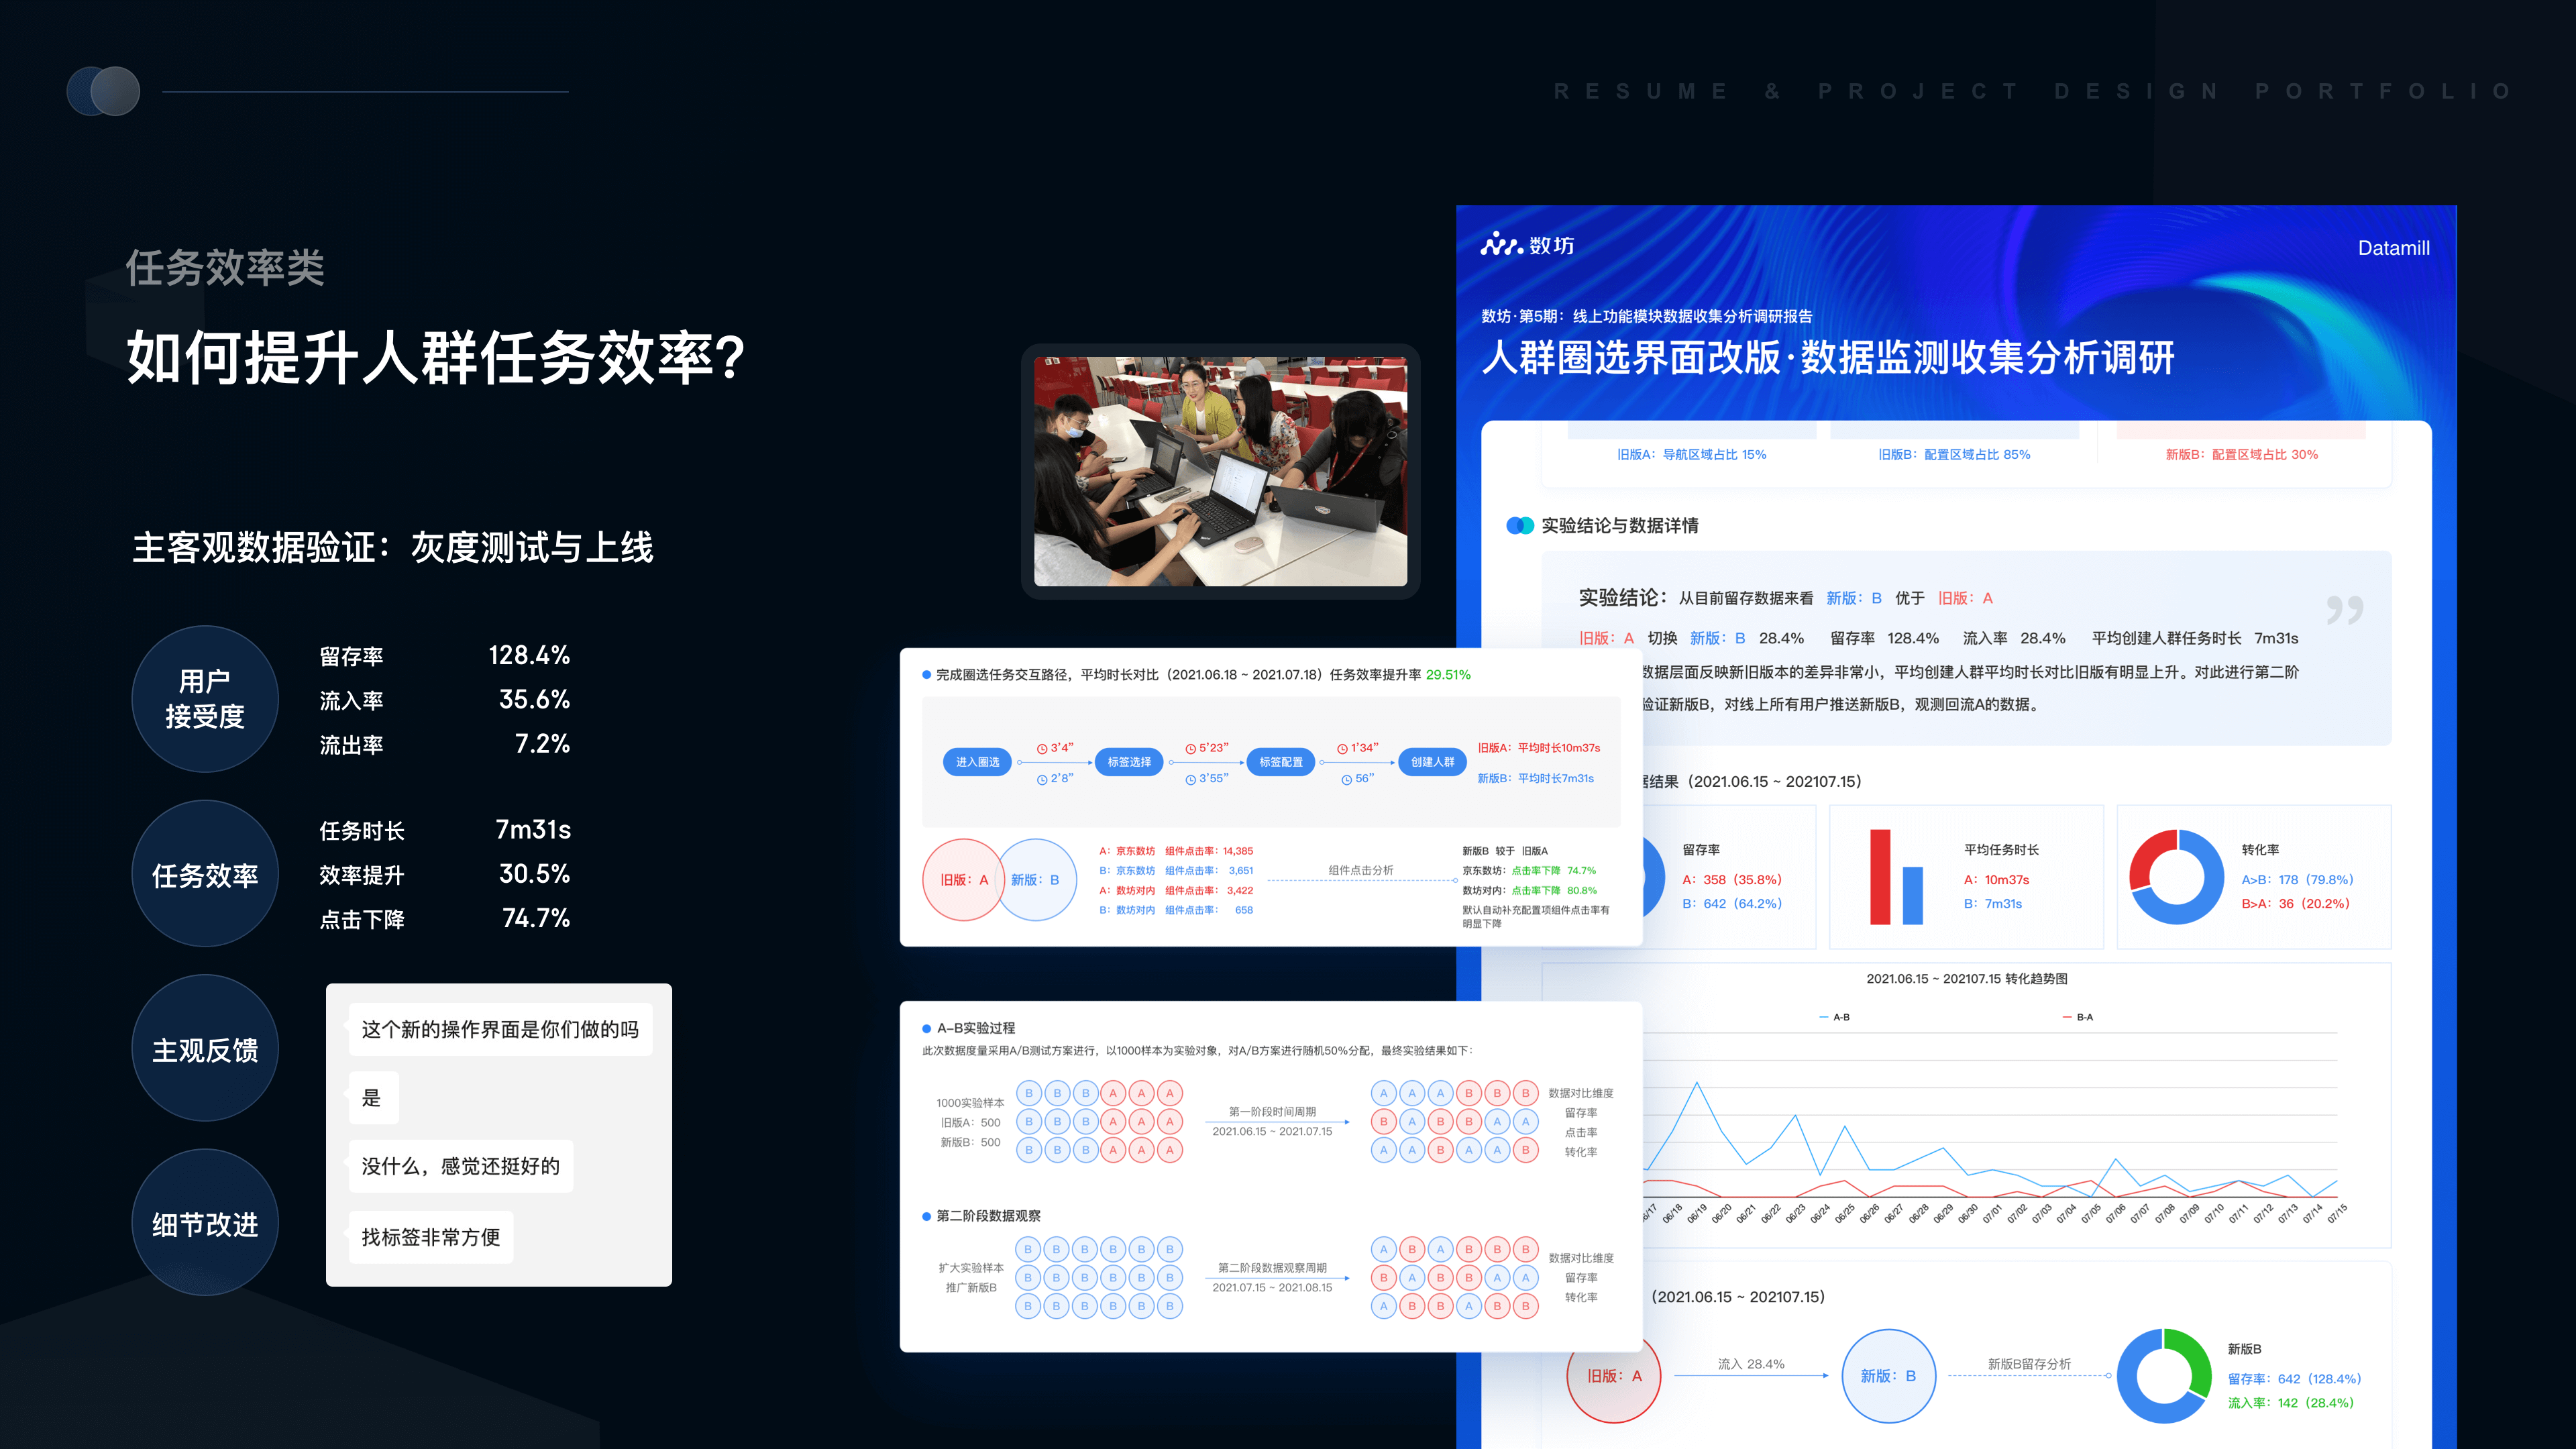 RESUME & PROJECT DESIGN PORTFOLIO
任务效率类
如何提升人群任务效率？
主客观数据验证：灰度测试与上线
用户
接受度
留存率 128.4%
流入率 35.6%
流出率 7.2%
任务效率
任务时长 7m31s
效率提升 30.5%
点击下降 74.7%
主观反馈
细节改进
这个新的操作界面是你们做的吗
是
没什么，感觉还挺好的
找标签非常方便
完成圈选任务交互路径，平均时长对比（2021.06.18 ~ 2021.07.18）任务效率提升率 29.51%
进入圈选
3’4”
2’8”
标签选择
5’23”
3’55”
标签配置
1’34”
56”
创建人群
旧版A：平均时长10m37s
新版B：平均时长7m31s
旧版：A
新版：B
A：京东数坊 组件点击率：14,385
B：京东数坊 组件点击率： 3,651
A：数坊对内 组件点击率：3,422
B：数坊对内 组件点击率： 658
组件点击分析
新版B 较于 旧版A
京东数坊：点击率下降 74.7%
数坊对内：点击率下降 80.8%
默认自动补充配置项组件点击率有
明显下降
A-B实验过程
此次数据度量采用A/B测试方案进行，以1000样本为实验对象，对A/B方案进行随机50%分配，最终实验结果如下：
1000实验样本
旧版A：500
新版B：500
B B B A A A
B B B A A A
B B B A A A
第一阶段时间周期
2021.06.15 ~ 2021.07.15
A A A B B B
B A B B A A
A A B A A B
数据对比维度
留存率
点击率
转化率
第二阶段数据观察
扩大实验样本
推广新版B
B B B B B B
B B B B B B
B B B B B B
第二阶段数据观察周期
2021.07.15 ~ 2021.08.15
A B A B B B
B A B B A A
A B B A B B
数据对比维度
留存率
转化率
数坊
Datamill
数坊·第5期：线上功能模块数据收集分析调研报告
人群圈选界面改版·数据监测收集分析调研
旧版A：导航区域占比 15%
旧版B：配置区域占比 85%
新版B：配置区域占比 30%
实验结论与数据详情
实验结论：从目前留存数据来看 新版：B 优于 旧版：A
旧版：A 切换 新版：B 28.4% 留存率 128.4% 流入率 28.4% 平均创建人群任务时长 7m31s
数据层面反映新旧版本的差异非常小，平均创建人群平均时长对比旧版有明显上升。对此进行第二阶
验证新版B，对线上所有用户推送新版B，观测回流A的数据。
据结果（2021.06.15 ~ 202107.15）
留存率
A：358（35.8%）
B：642（64.2%）
平均任务时长
A：10m37s
B：7m31s
转化率
A>B：178（79.8%）
B>A：36（20.2%）
2021.06.15 ~ 202107.15 转化趋势图
A-B
B-A
06/18 06/19 06/20 06/21 06/22 06/23 06/24 06/25 06/26 06/27 06/28 06/29 06/30 07/01 07/02 07/03 07/04 07/05 07/06 07/07 07/08 07/09 07/10 07/11 07/12 07/13 07/14 07/15
（2021.06.15 ~ 202107.15）
旧版：A
流入 28.4%
新版：B
新版B留存分析
新版B
留存率：642（128.4%）
流入率：142（28.4%）